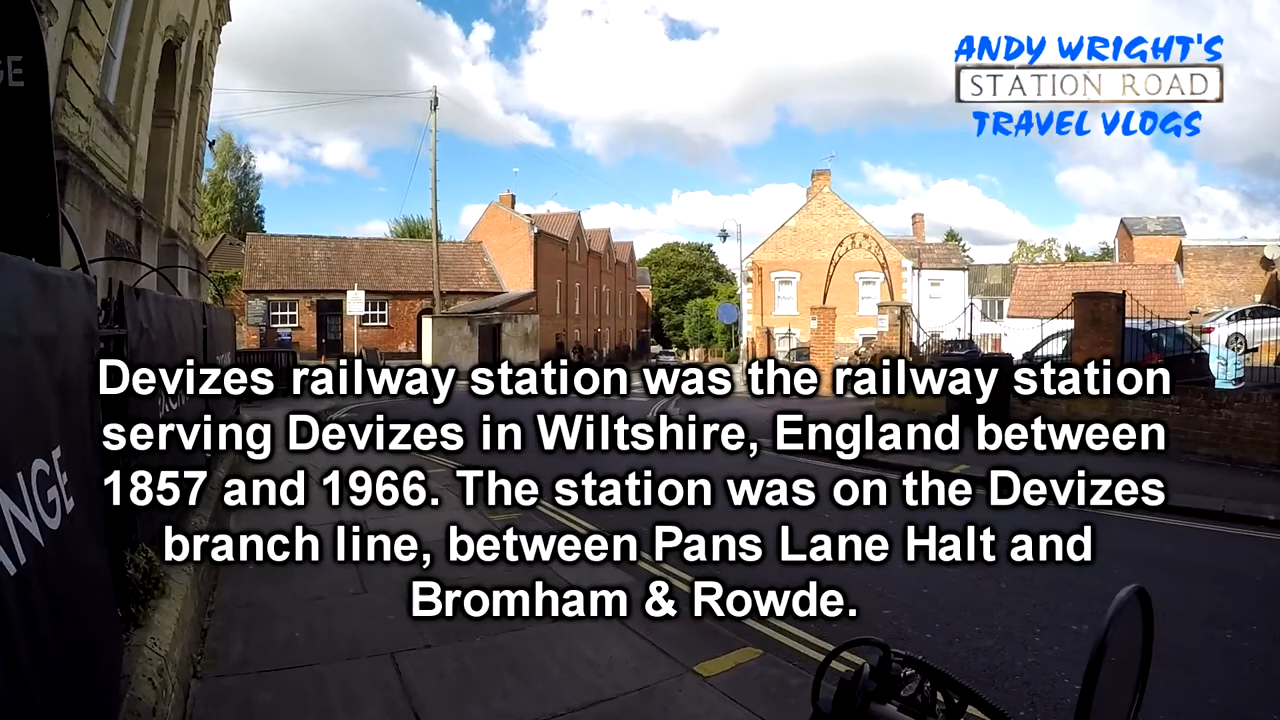 ANDY WRIGHT'S
STATION ROAD
TRAVEL VLOGS
Devizes railway station was the railway station
serving Devizes in Wiltshire, England between
1857 and 1966. The station was on the Devizes
branch line, between Pans Lane Halt and
Bromham & Rowde.